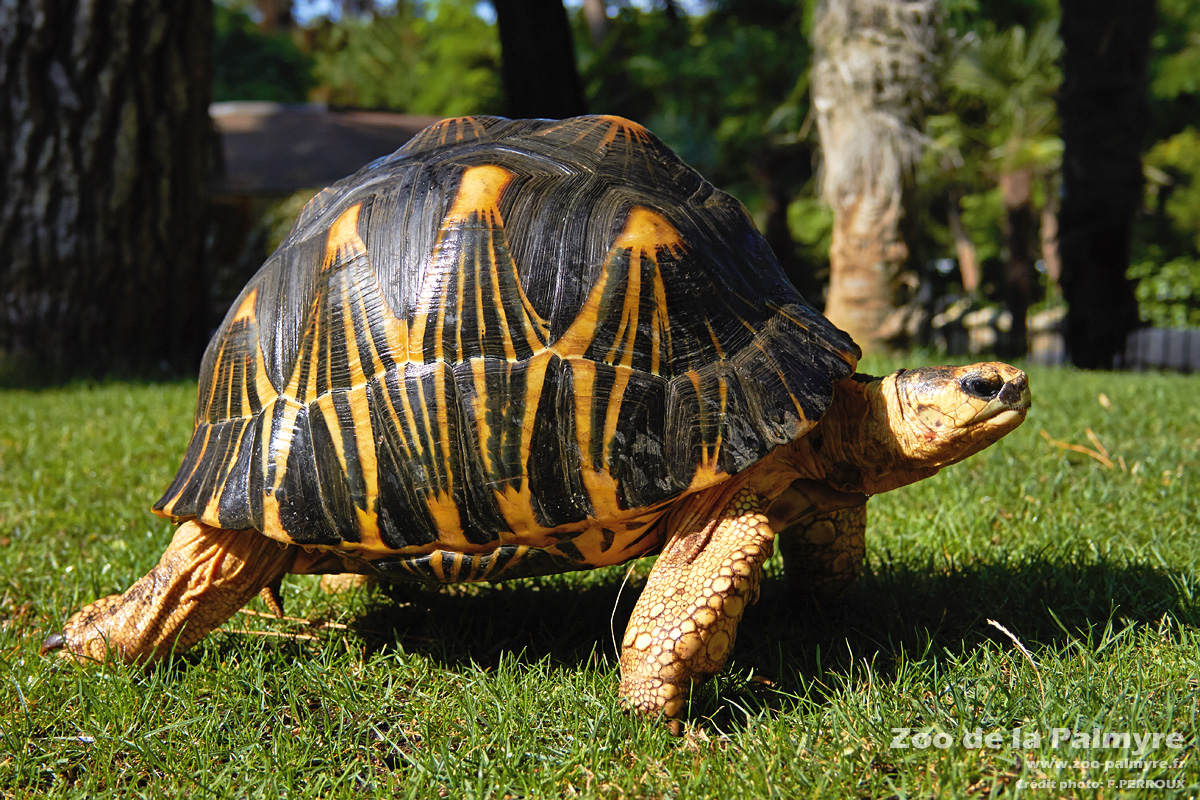 Zoo de la Palmyre
www.zoo-palmyre.fr
Crédit photo: F.PERROUX